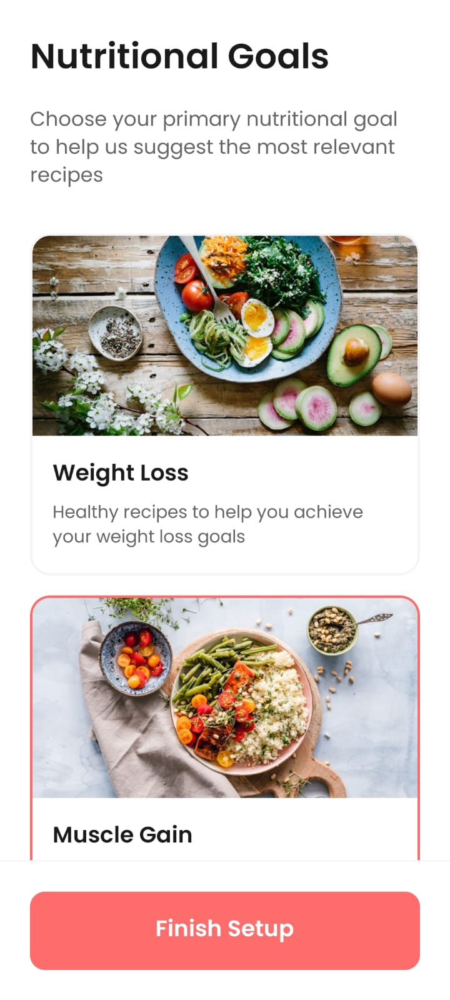 Nutritional Goals
Choose your primary nutritional goal
to help us suggest the most relevant
recipes
Weight Loss
Healthy recipes to help you achieve
your weight loss goals
Muscle Gain
Finish Setup